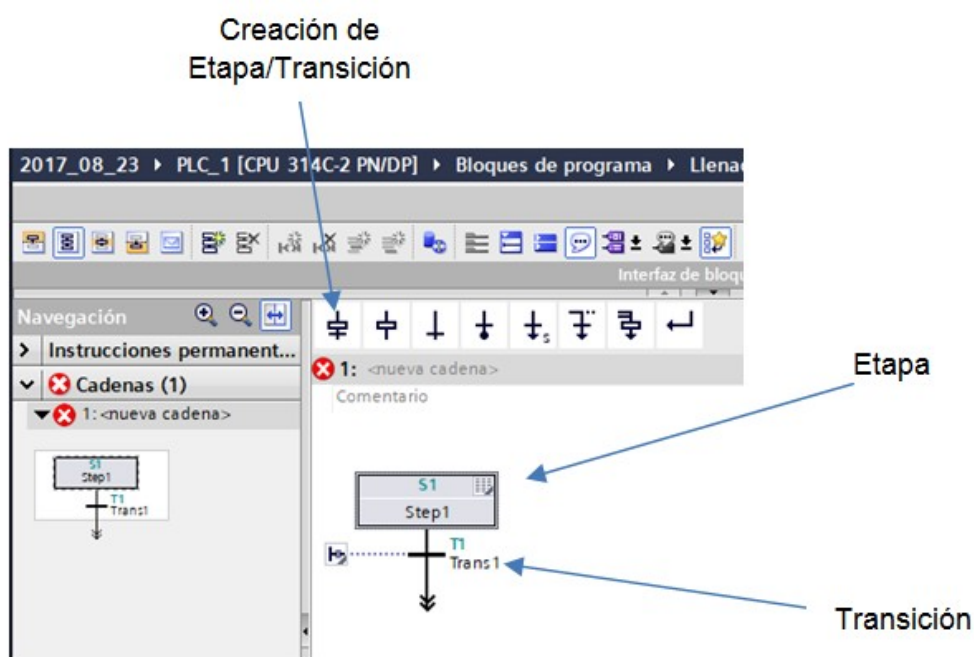 Creación de
Etapa/Transición
2017_08_23 ▸ PLC_1 [CPU 314C-2 PN/DP] ▸ Bloques de programa ▸ Llenad
Interfaz de bloqu
Navegación
Instrucciones permanent...
Cadenas (1)
1:<nueva cadena>
S1
Step1
T1
Trans1
s
1: <nueva cadena>
Comentario
S1
Step1
T1
Trans1
Etapa
Transición